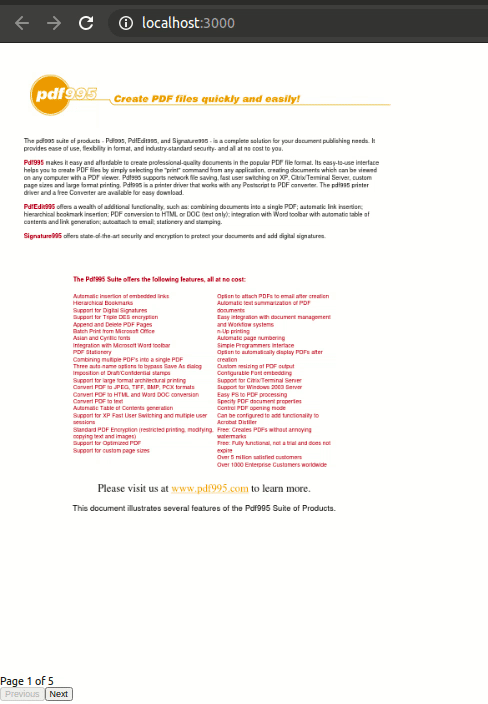 localhost:3000
pdf995
Create PDF files quickly and easily!
The pdf995 suite of products - Pdf995, PdfEdit995, and Signature995 - is a complete solution for your document publishing needs. It
provides ease of use, flexibility in format, and industry-standard security- and all at no cost to you.
Pdf995 makes it easy and affordable to create professional-quality documents in the popular PDF file format. Its easy-to-use interface
helps you to create PDF files by simply selecting the "print" command from any application, creating documents which can be viewed
on any computer with a PDF viewer. Pdf995 supports network file saving, fast user switching on XP, Citrix/Terminal Server, custom
page sizes and large format printing. Pdf995 is a printer driver that works with any Postscript to PDF converter. The pdf995 printer
driver and a free Converter are available for easy download.
PdfEdit995 offers a wealth of additional functionality, such as: combining documents into a single PDF; automatic link insertion;
hierarchical bookmark insertion; PDF conversion to HTML or DOC (text only); integration with Word toolbar with automatic table of
contents and link generation; autoattach to email; stationery and stamping.
Signature995 offers state-of-the-art security and encryption to protect your documents and add digital signatures.
The Pdf995 Suite offers the following features, all at no cost:
Automatic insertion of embedded links
Hierarchical Bookmarks
Support for Digital Signatures
Support for Triple DES encryption
Append and Delete PDF Pages
Batch Print from Microsoft Office
Asian and Cyrillic fonts
Integration with Microsoft Word toolbar
PDF Stationery
Combining multiple PDF's into a single PDF
Three auto name options to bypass Save As dialog
Imposition of Draft/Confidential stamps
Support for large format architectural printing
Convert PDF to JPEG, TIFF, BMP, PCX formats
Convert PDF to HTML and Word DOC conversion
Convert PDF to text
Automatic Table of Contents generation
Support for XP Fast User Switching and multiple user
sessions
Standard PDF Encryption (restricted printing, modifying,
copying text and images)
Support for Optimized PDF
Support for custom page sizes
Option to attach PDFs to email after creation
Automatic text summarization of PDF
documents
Easy integration with document management
and Workflow systems
n-Up printing
Automatic page numbering
Simple Programmers Interface
Option to automatically display PDFs after
creation
Custom resizing of PDF output
Configurable Font embedding
Support for Citrix/Terminal Server
Support for Windows 2003 Server
Easy PS to PDF processing
Specify PDF document properties
Control PDF opening mode
Can be configured to add functionality to
Acrobat Distiller
Free: Creates PDFs without annoying
watermarks
Free: Fully functional, not a trial and does not
expire
Over 5 million satisfied customers
Over 1000 Enterprise Customers worldwide
Please visit us at www.pdf995.com to learn more.
This document illustrates several features of the Pdf995 Suite of Products.
Page 1 of 5
Previous Next